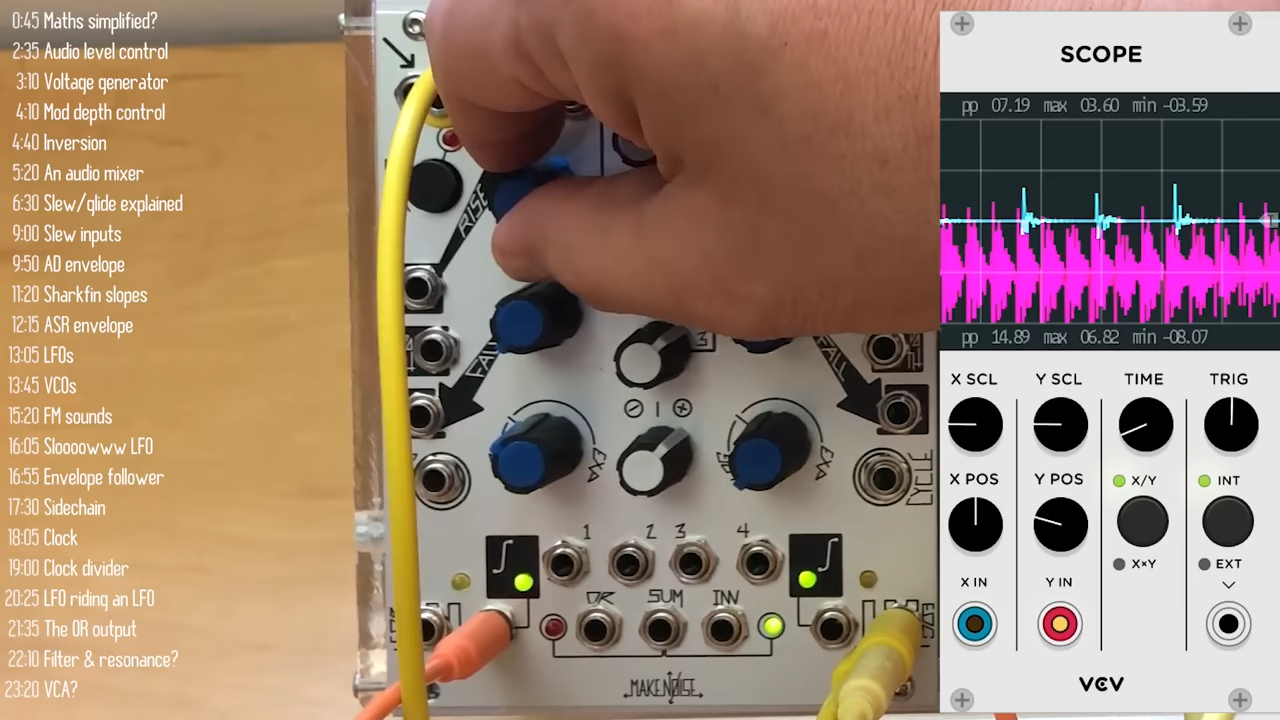 0:45 Maths simplified?
2:35 Audio level control
3:10 Voltage generator
4:10 Mod depth control
4:40 Inversion
5:20 An audio mixer
6:30 Slew/glide explained
9:00 Slew inputs
9:50 AD envelope
11:20 Sharkfin slopes
12:15 ASR envelope
13:05 LFOs
13:45 VCOs
15:20 FM sounds
16:05 Sloooowww LFO
16:55 Envelope follower
17:30 Sidechain
18:05 Clock
19:00 Clock divider
20:25 LFO riding an LFO
21:35 The OR output
22:10 Filter & resonance?
23:20 VCA?
RISE
3
FALL
FALL
CYCLE
1 2 3 4
OR SUM INV
MAKE NOISE
SCOPE
pp 07.19 max 03.60 min -03.59
1
pp 14.89 max 06.82 min -08.07
X SCL Y SCL TIME TRIG
X/Y INT
X POS Y POS
X×Y EXT
X IN Y IN
VCV